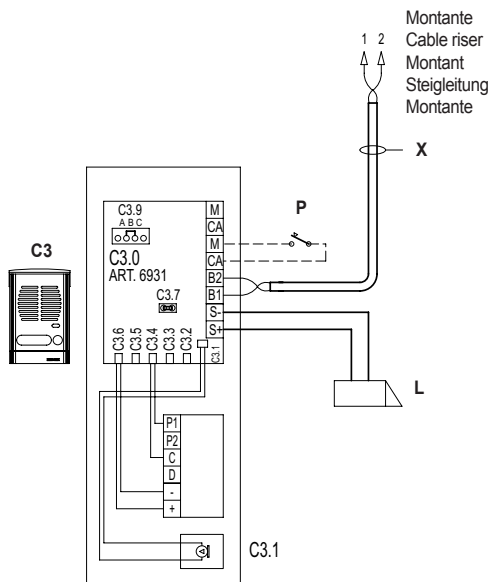 Montante
1 2 Cable riser
Montant
Steigleitung
Montante
X
C3
C3.9
A B C
C3.0
ART. 6931
C3.7
M
CA
M
CA
B2
B1
S-
S+
P
C3.6
C3.5
C3.4
C3.3
C3.2
C3.1
L
P1
P2
C
D
-
+
C3.1